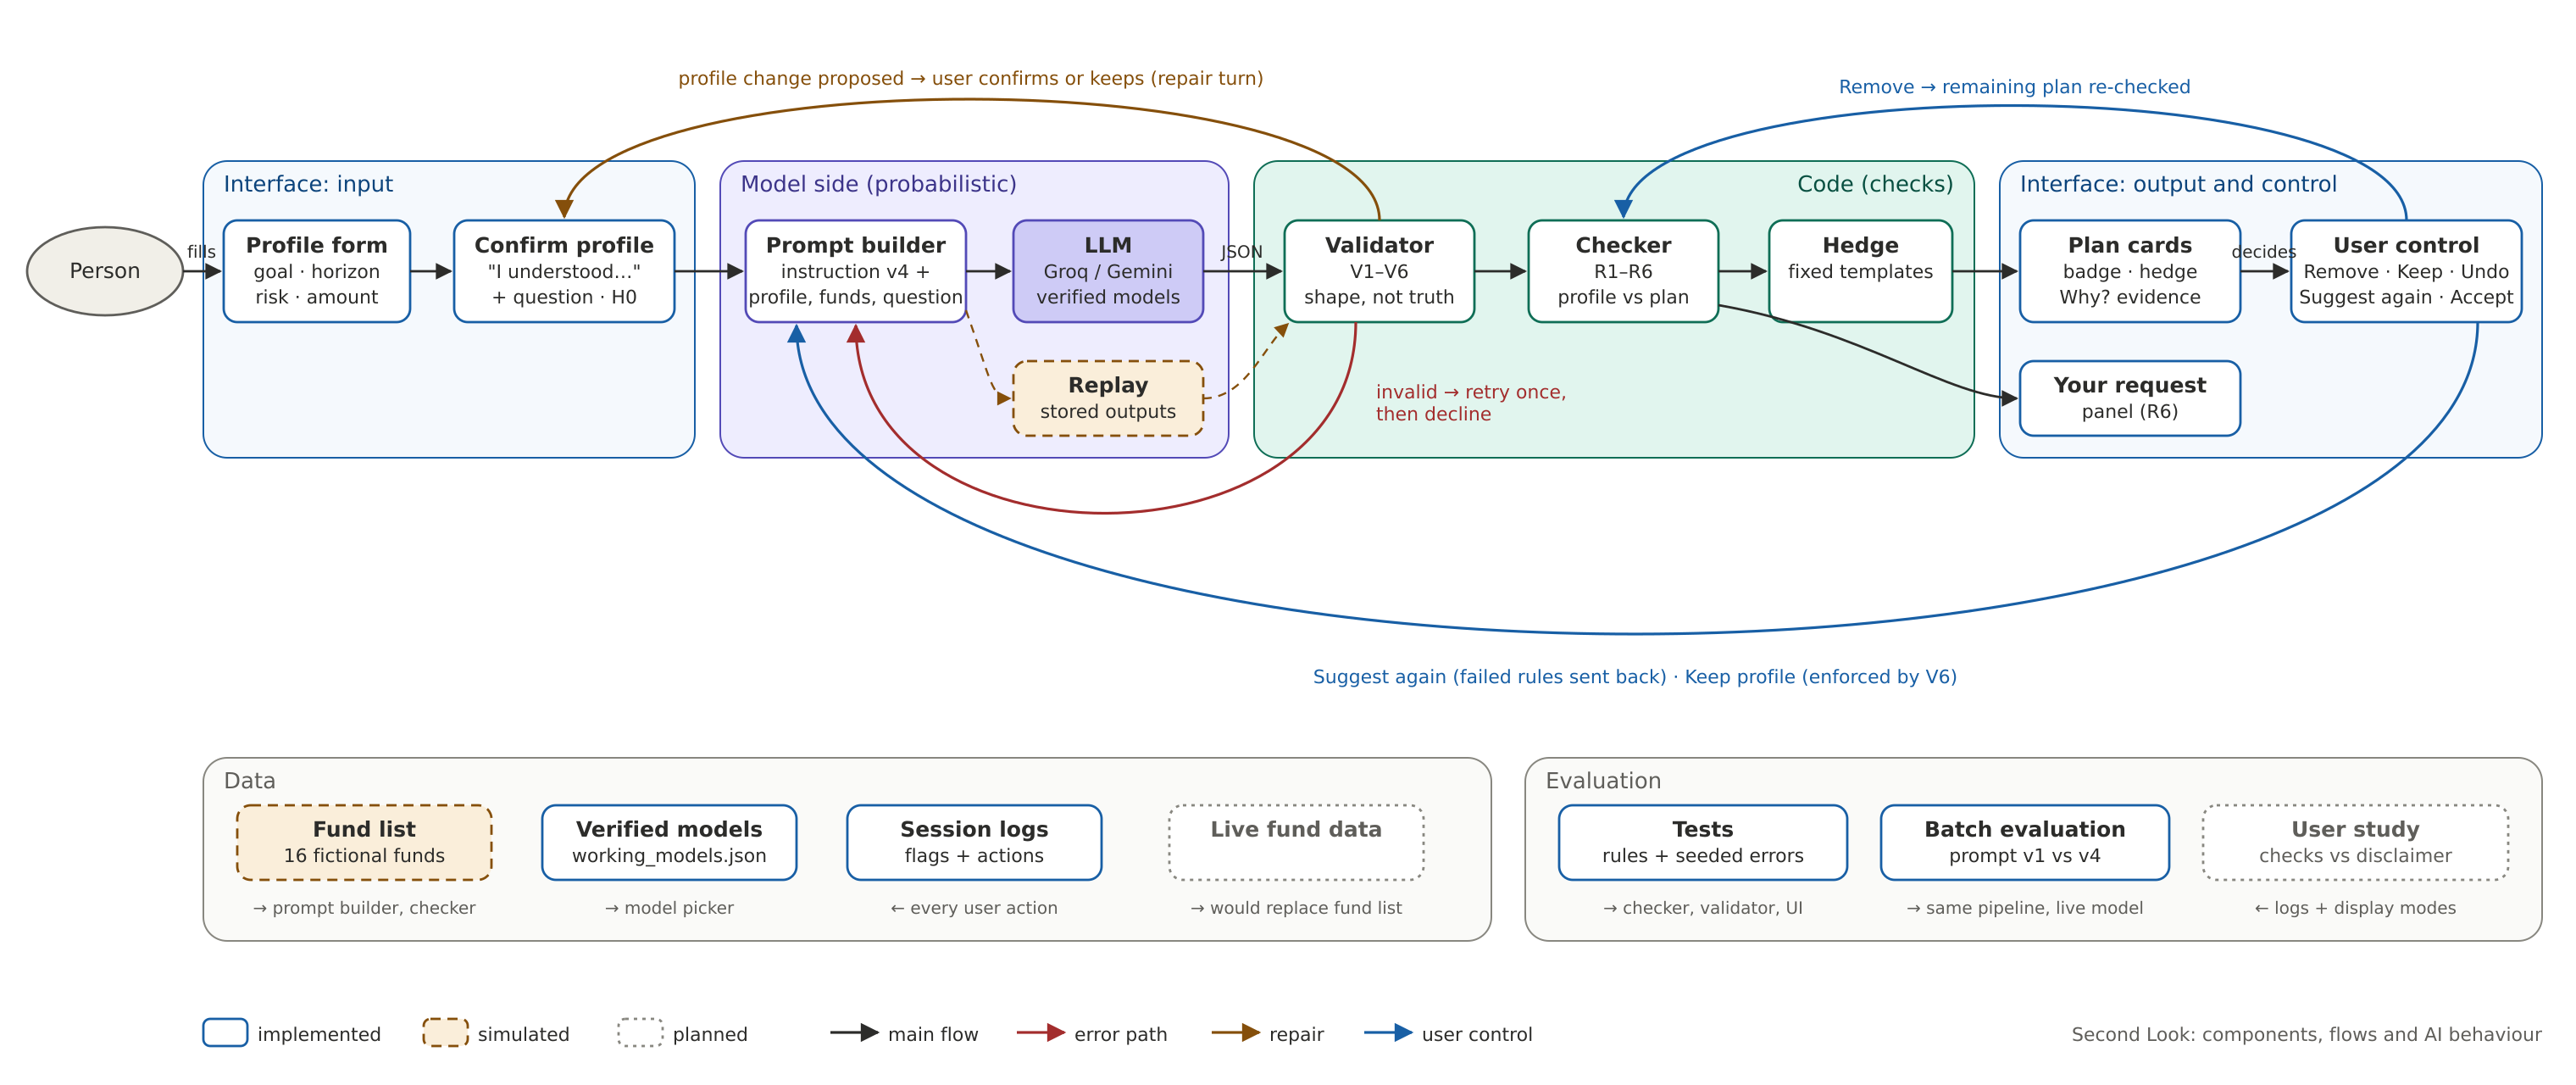 profile change proposed → user confirms or keeps (repair turn)
Remove → remaining plan re-checked
Interface: input
Model side (probabilistic)
Code (checks)
Interface: output and control
Person
fills
Profile form
goal · horizon
risk · amount
Confirm profile
"I understood…"
+ question · H0
Prompt builder
instruction v4 +
profile, funds, question
LLM
Groq / Gemini
verified models
JSON
Validator
V1–V6
shape, not truth
Checker
R1–R6
profile vs plan
Hedge
fixed templates
Plan cards
badge · hedge
Why? evidence
decides
User control
Remove · Keep · Undo
Suggest again · Accept
Replay
stored outputs
invalid → retry once,
then decline
Your request
panel (R6)
Suggest again (failed rules sent back) · Keep profile (enforced by V6)
Data
Fund list
16 fictional funds
→ prompt builder, checker
Verified models
working_models.json
→ model picker
Session logs
flags + actions
← every user action
Live fund data
→ would replace fund list
Evaluation
Tests
rules + seeded errors
→ checker, validator, UI
Batch evaluation
prompt v1 vs v4
→ same pipeline, live model
User study
checks vs disclaimer
← logs + display modes
implemented
simulated
planned
main flow
error path
repair
user control
Second Look: components, flows and AI behaviour